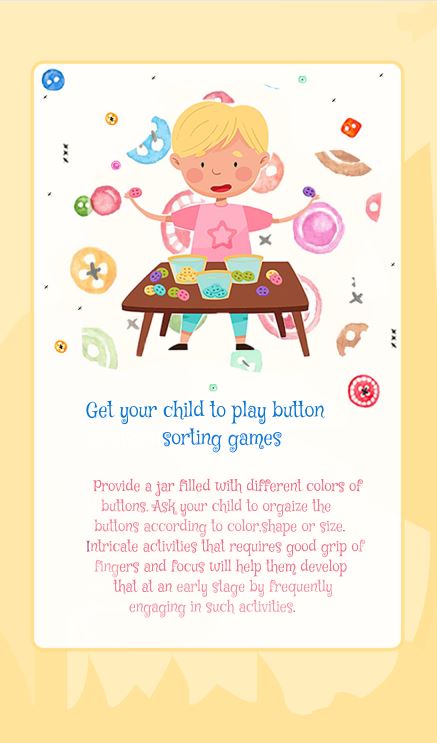 Get your child to play button
sorting games
Provide a jar filled with different colors of
buttons. Ask your child to orgaize the
buttons according to color,shape or size.
Intricate activities that requires good grip of
fingers and focus will help them develop
that at an early stage by frequently
engaging in such activities.